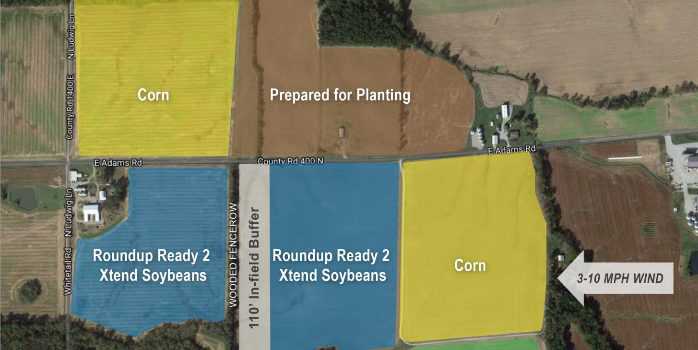 N Ludwig Ln
County Rd 1400 E
Corn
Prepared for Planting
E Adams Rd
County Rd 400 N
E Adams Rd
N Ludwig Ln
Whitetail Rd
Roundup Ready 2
Xtend Soybeans
WOODED FENCEROW
110' In-field Buffer
Roundup Ready 2
Xtend Soybeans
Corn
3-10 MPH WIND